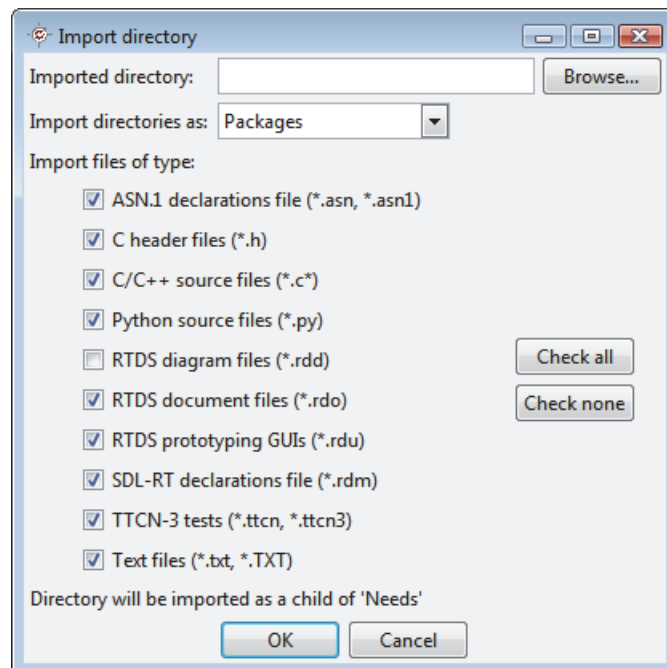 Import directory
Imported directory: Browse...
Import directories as: Packages
Import files of type:
ASN.1 declarations file (*.asn, *.asn1)
C header files (*.h)
C/C++ source files (*.c*)
Python source files (*.py)
RTDS diagram files (*.rdd) Check all
RTDS document files (*.rdo) Check none
RTDS prototyping GUIs (*.rdu)
SDL-RT declarations file (*.rdm)
TTCN-3 tests (*.ttcn, *.ttcn3)
Text files (*.txt, *.TXT)
Directory will be imported as a child of 'Needs'
OK Cancel